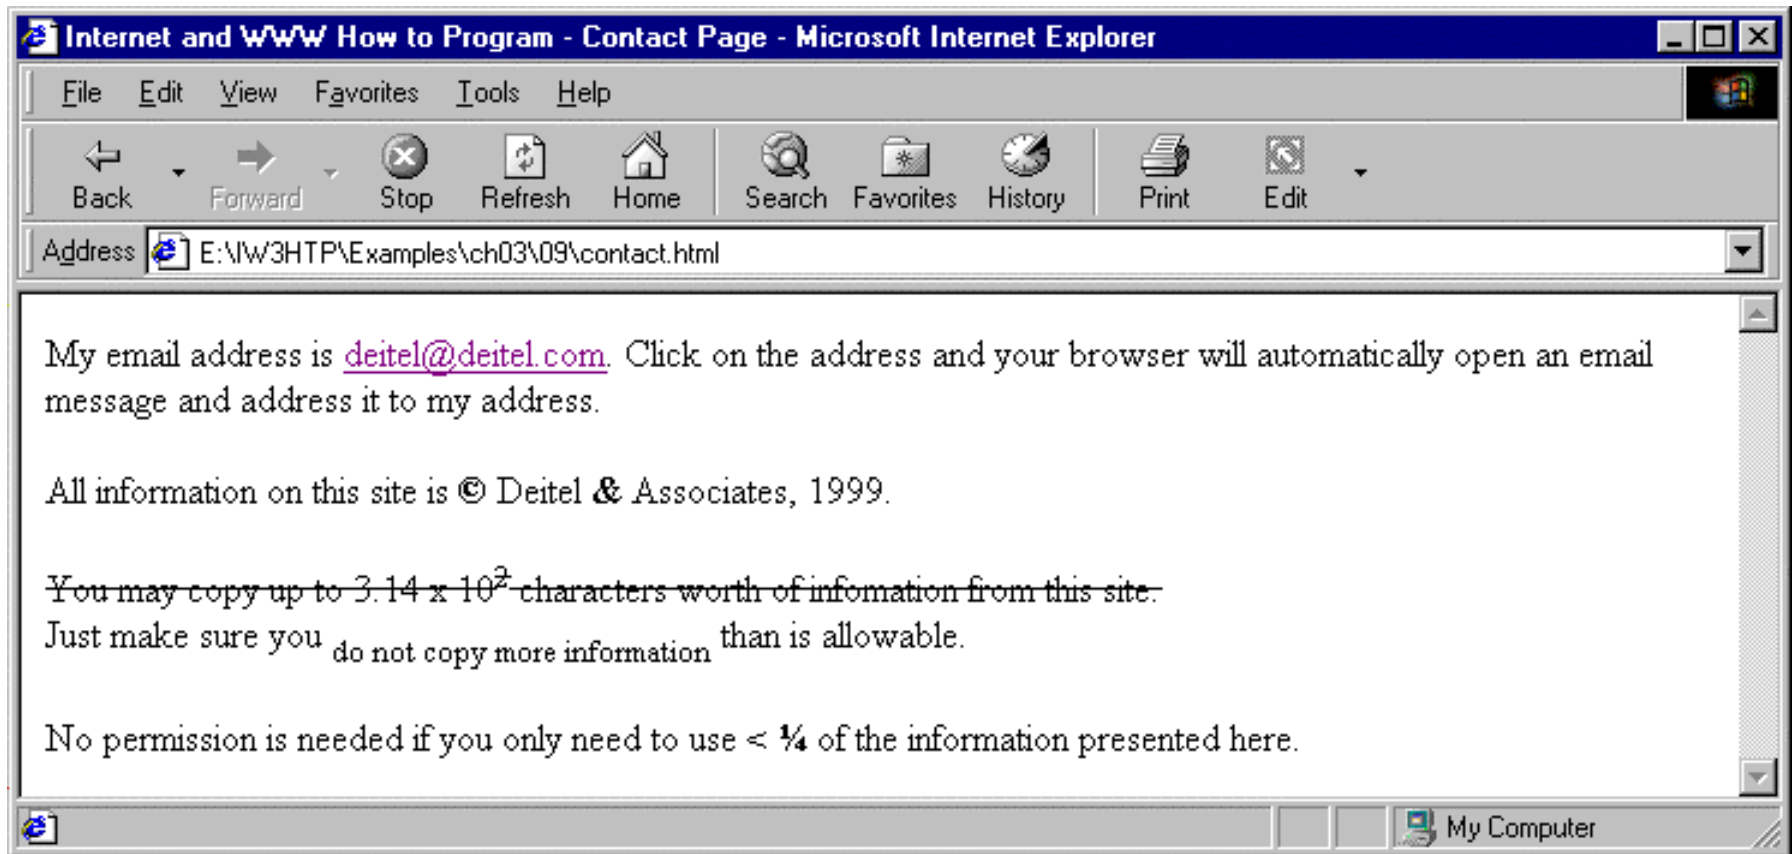 Internet and WWW How to Program - Contact Page - Microsoft Internet Explorer
File Edit View Favorites Tools Help
Back Forward Stop Refresh Home Search Favorites History Print Edit
Address E:\IW3HTP\Examples\ch03\09\contact.html
My email address is deitel@deitel.com. Click on the address and your browser will automatically open an email
message and address it to my address.
All information on this site is © Deitel & Associates, 1999.
You may copy up to 3.14 x 10² characters worth of infomation from this site.
Just make sure you do not copy more information than is allowable.
No permission is needed if you only need to use < ¼ of the information presented here.
My Computer